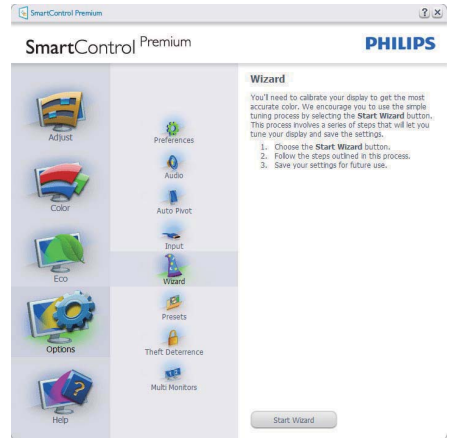 SmartControl Premium
? X
SmartControl Premium
PHILIPS
Adjust
Color
Eco
Options
Help
Preferences
Audio
Auto Pivot
Input
Wizard
Presets
Theft Deterrence
Multi Monitors
Wizard
You'll need to calibrate your display to get the most
accurate color. We encourage you to use the simple
tuning process by selecting the Start Wizard button.
This process involves a series of steps that will let you
tune your display and save the settings.
1. Choose the Start Wizard button.
2. Follow the steps outlined in this process.
3. Save your settings for future use.
Start Wizard